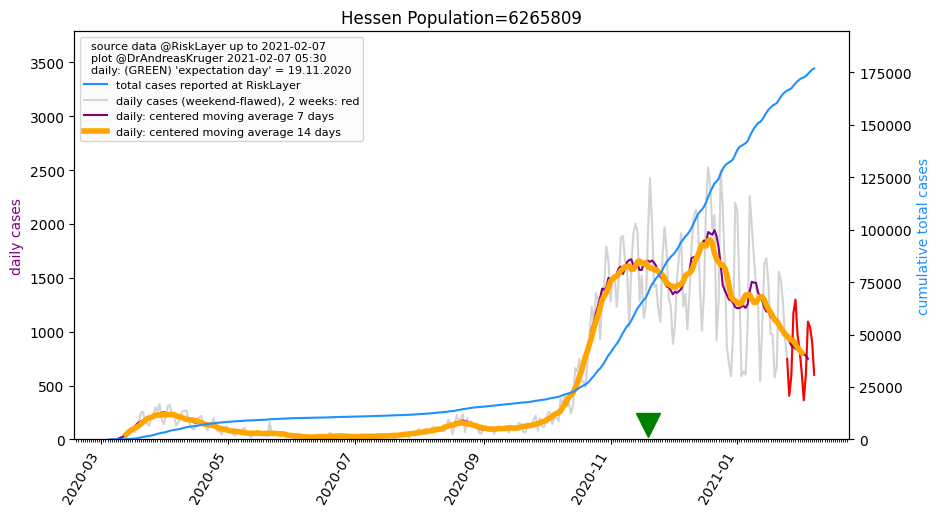 Hessen Population=6265809
source data @RiskLayer up to 2021-02-07
plot @DrAndreasKruger 2021-02-07 05:30
daily: (GREEN) 'expectation day' = 19.11.2020
total cases reported at RiskLayer
daily cases (weekend-flawed), 2 weeks: red
daily: centered moving average 7 days
daily: centered moving average 14 days
daily cases
3500
3000
2500
2000
1500
1000
500
0
175000
150000
125000
100000
75000
50000
25000
0
cumulative total cases
2020-03
2020-05
2020-07
2020-09
2020-11
2021-01